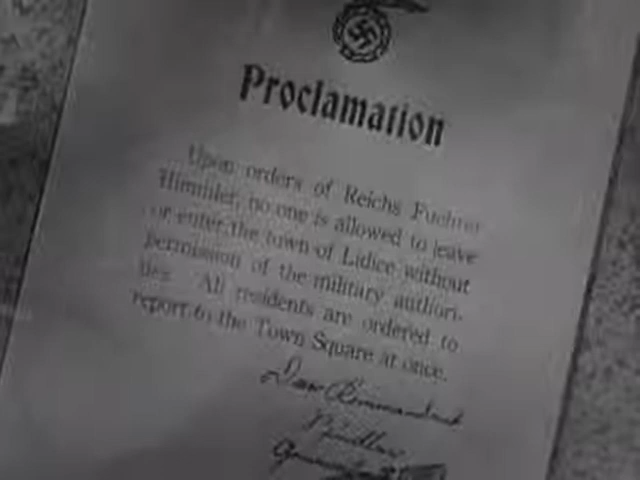 Proclamation
Upon orders of Reichs Fuehrer
Himmler, no one is allowed to leave
or enter the town of Lidice without
permission of the military authori-
ties. All residents are ordered to
report to the Town Square at once.